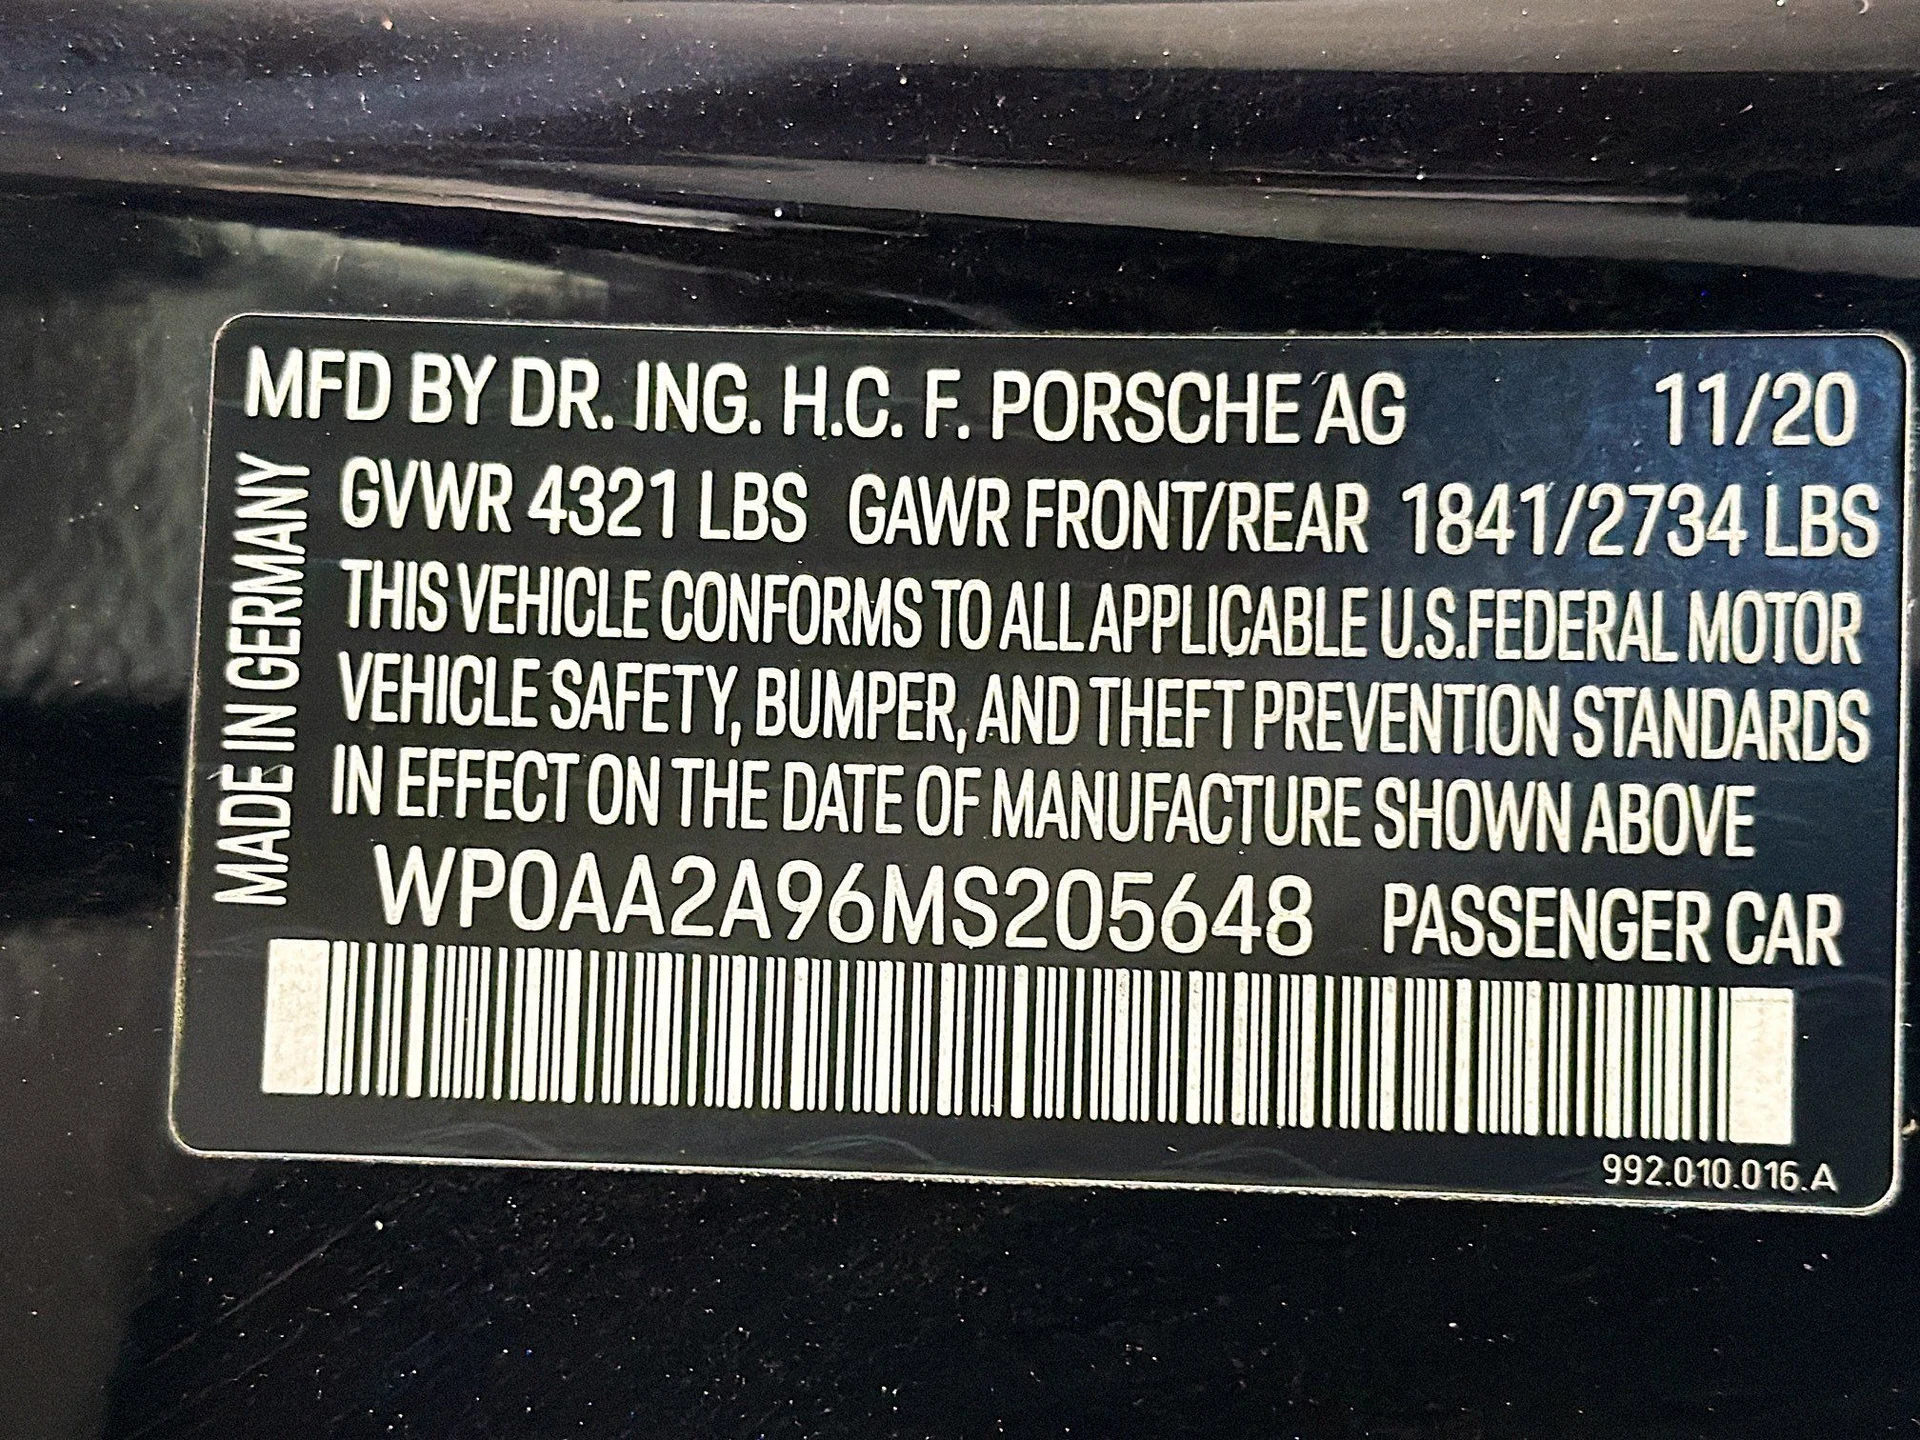 MFD BY DR. ING. H.C. F. PORSCHE AG 11/20
MADE IN GERMANY
GVWR 4321 LBS GAWR FRONT/REAR 1841/2734 LBS
THIS VEHICLE CONFORMS TO ALL APPLICABLE U.S.FEDERAL MOTOR
VEHICLE SAFETY, BUMPER, AND THEFT PREVENTION STANDARDS
IN EFFECT ON THE DATE OF MANUFACTURE SHOWN ABOVE
WP0AA2A96MS205648 PASSENGER CAR
992.010.016.A